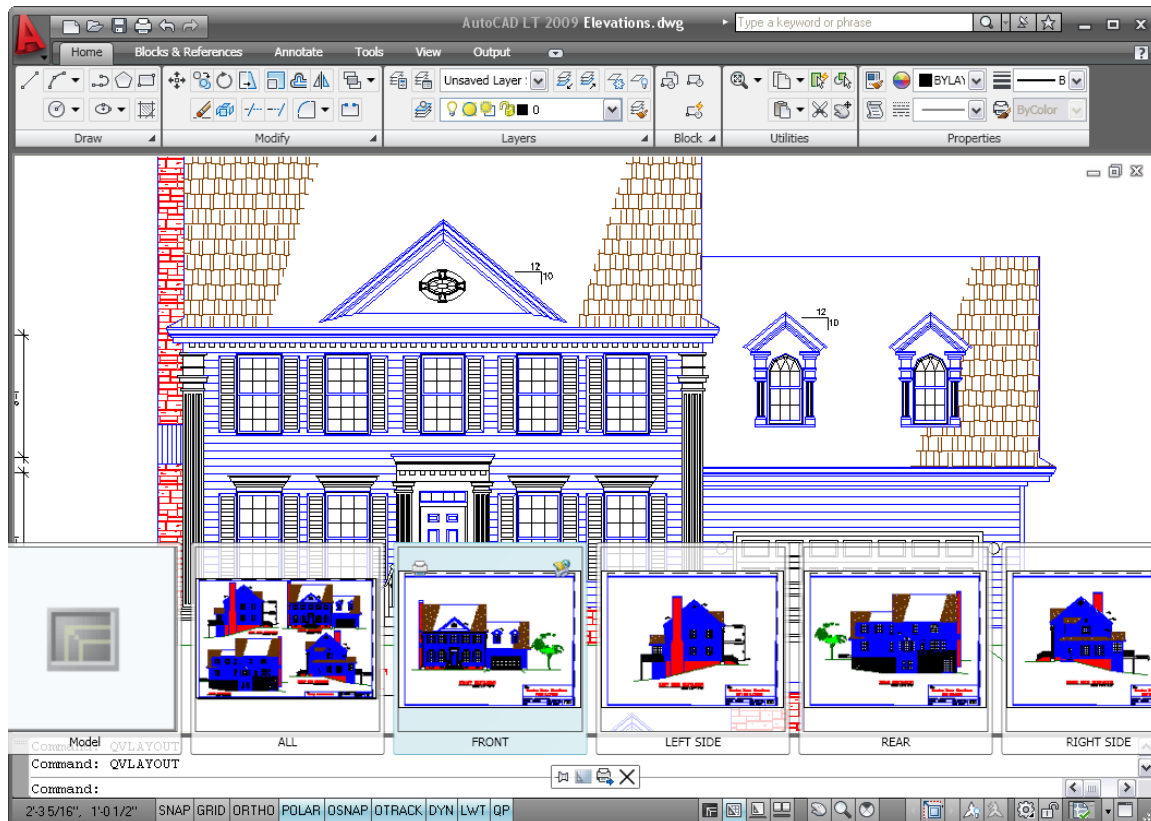 AutoCAD LT 2009 Elevations.dwg
Type a keyword or phrase
Home Blocks & References Annotate Tools View Output
Unsaved Layer :
BYLAY
B
0
ByColor
Draw Modify Layers Block Utilities Properties
12
10
12
10
Model ALL FRONT LEFT SIDE REAR RIGHT SIDE
Command: QVLAYOUT
Command: QVLAYOUT
Command:
2'-3 5/16", 1'-0 1/2" SNAP GRID ORTHO POLAR OSNAP OTRACK DYN LWT QP